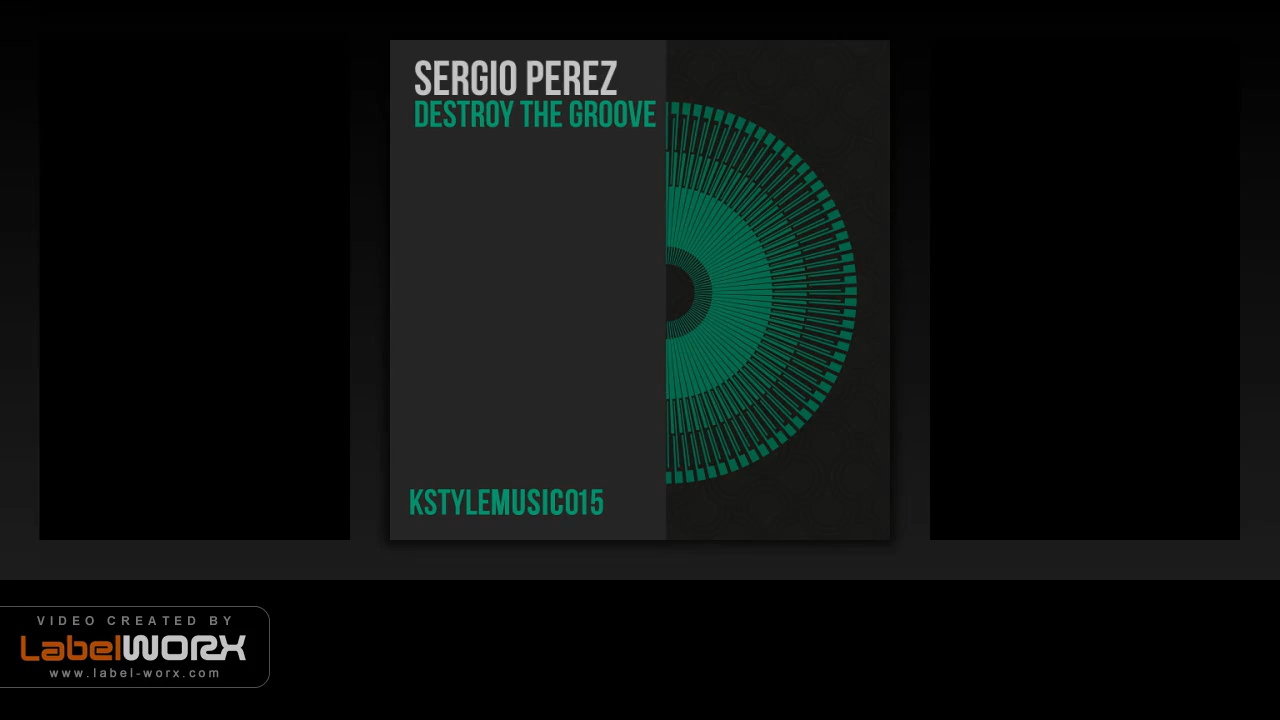 SERGIO PEREZ
DESTROY THE GROOVE
KSTYLEMUSIC015
VIDEO CREATED BY
LabelWORX
www.label-worx.com